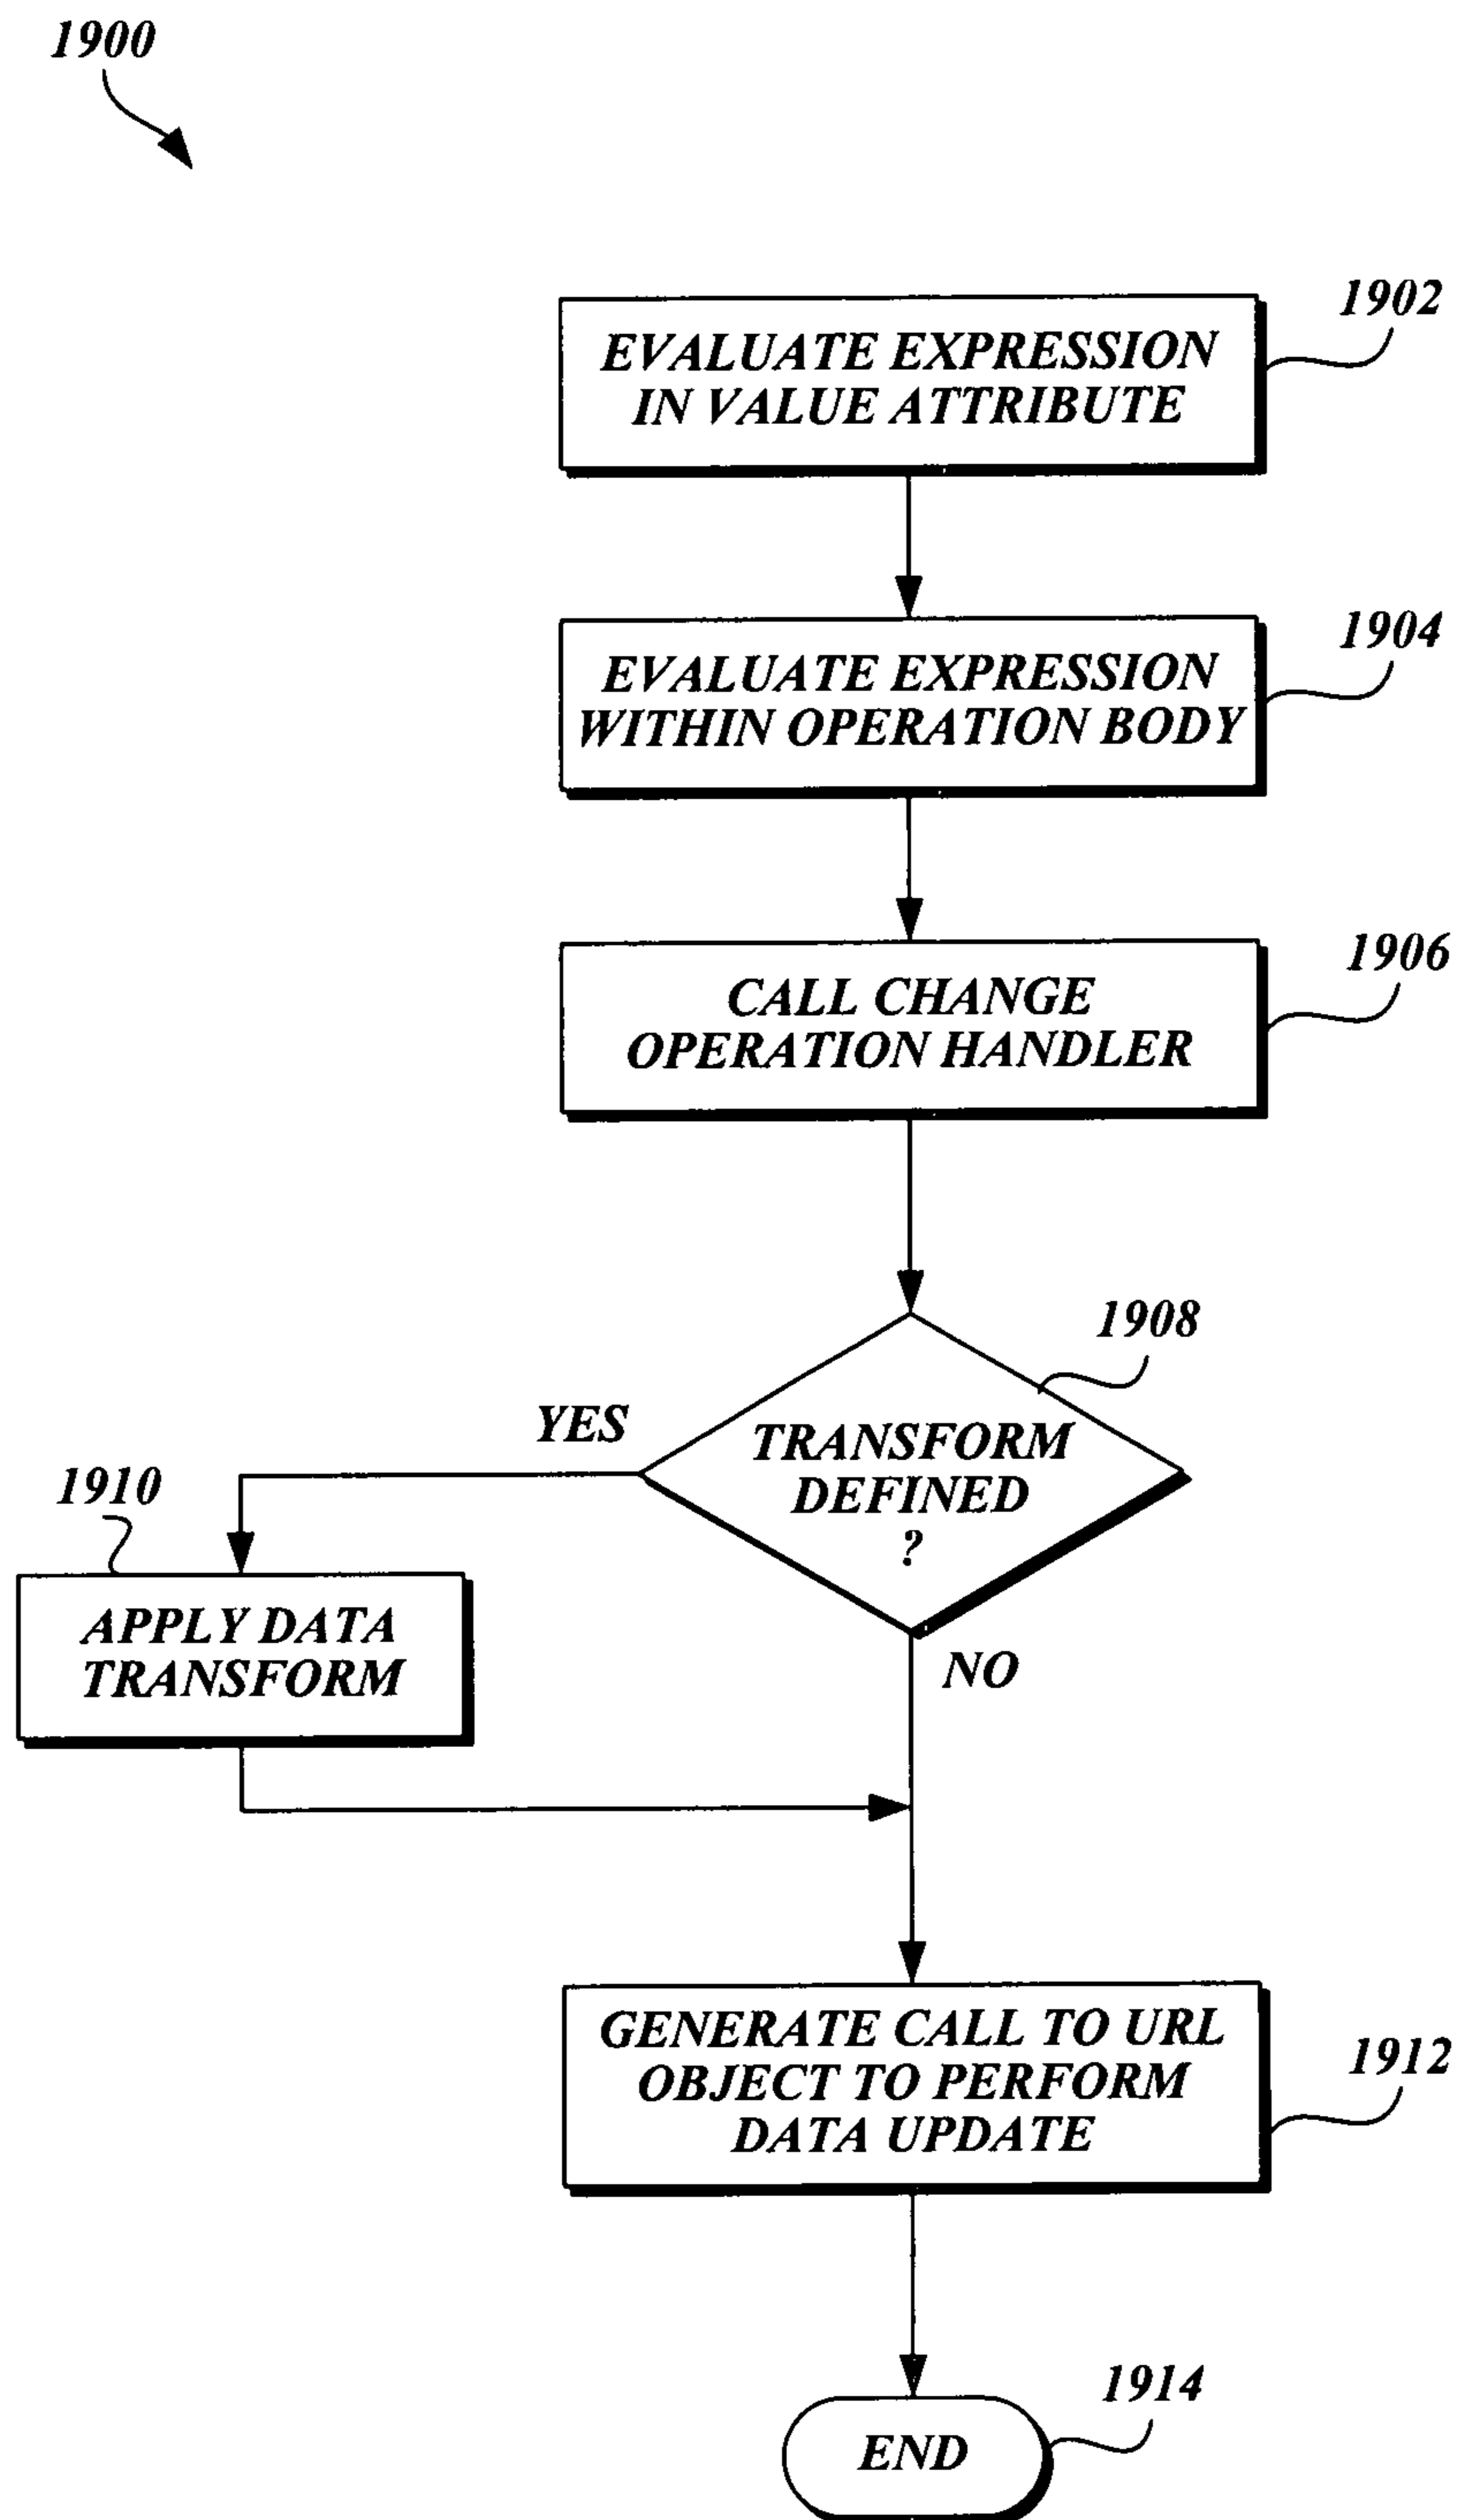 1900
1902
EVALUATE EXPRESSION
IN VALUE ATTRIBUTE
1904
EVALUATE EXPRESSION
WITHIN OPERATION BODY
1906
CALL CHANGE
OPERATION HANDLER
1908
YES
TRANSFORM
DEFINED
?
1910
APPLY DATA
TRANSFORM
NO
GENERATE CALL TO URL
OBJECT TO PERFORM
DATA UPDATE
1912
1914
END